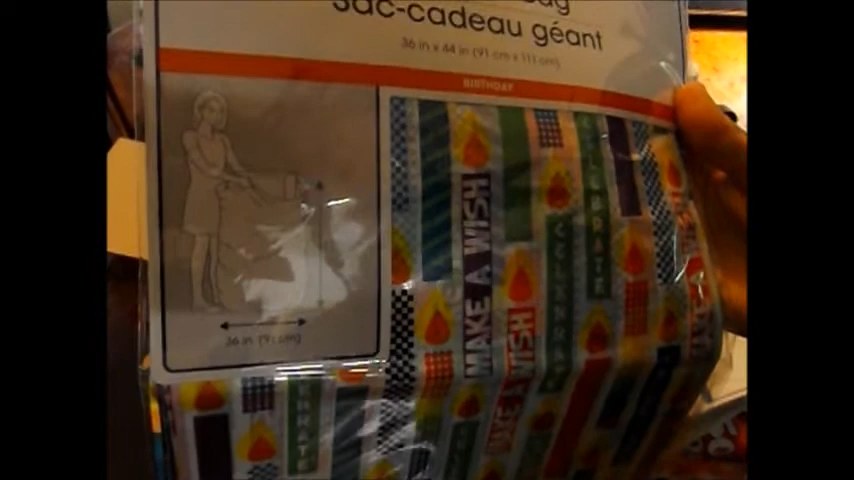 Sac-cadeau géant
36 in x 44 in (91 cm x 111 cm)
BIRTHDAY
MAKE A WISH
CELEBRATE
CELEBRATE
MAKE A WISH
36 in (91 cm)